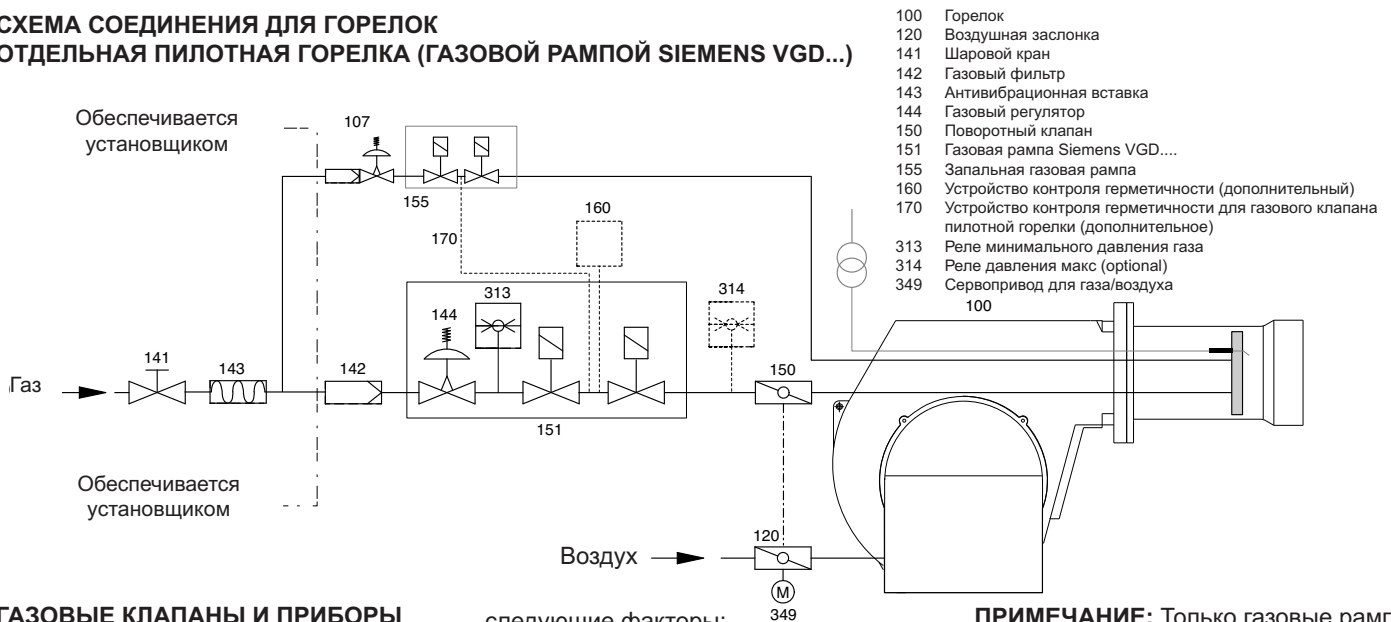 СХЕМА СОЕДИНЕНИЯ ДЛЯ ГОРЕЛОК
ОТДЕЛЬНАЯ ПИЛОТНАЯ ГОРЕЛКА (ГАЗОВОЙ РАМПОЙ SIEMENS VGD...)
100 Горелок
120 Воздушная заслонка
141 Шаровой кран
142 Газовый фильтр
143 Антивибрационная вставка
144 Газовый регулятор
150 Поворотный клапан
151 Газовая рампа Siemens VGD....
155 Запальная газовая рампа
160 Устройство контроля герметичности (дополнительный)
170 Устройство контроля герметичности для газового клапана
пилотной горелки (дополнительное)
313 Реле минимального давления газа
314 Реле давления макс (optional)
349 Сервопривод для газа/воздуха
Обеспечивается
установщиком
107
155
160
170
313
314
144
100
141
143
142
150
Газ
151
Обеспечивается
установщиком
120
Воздух
M
349
ГАЗОВЫЕ КЛАПАНЫ И ПРИБОРЫ
следующие факторы:
ПРИМЕЧАНИЕ: Только газовые рамп